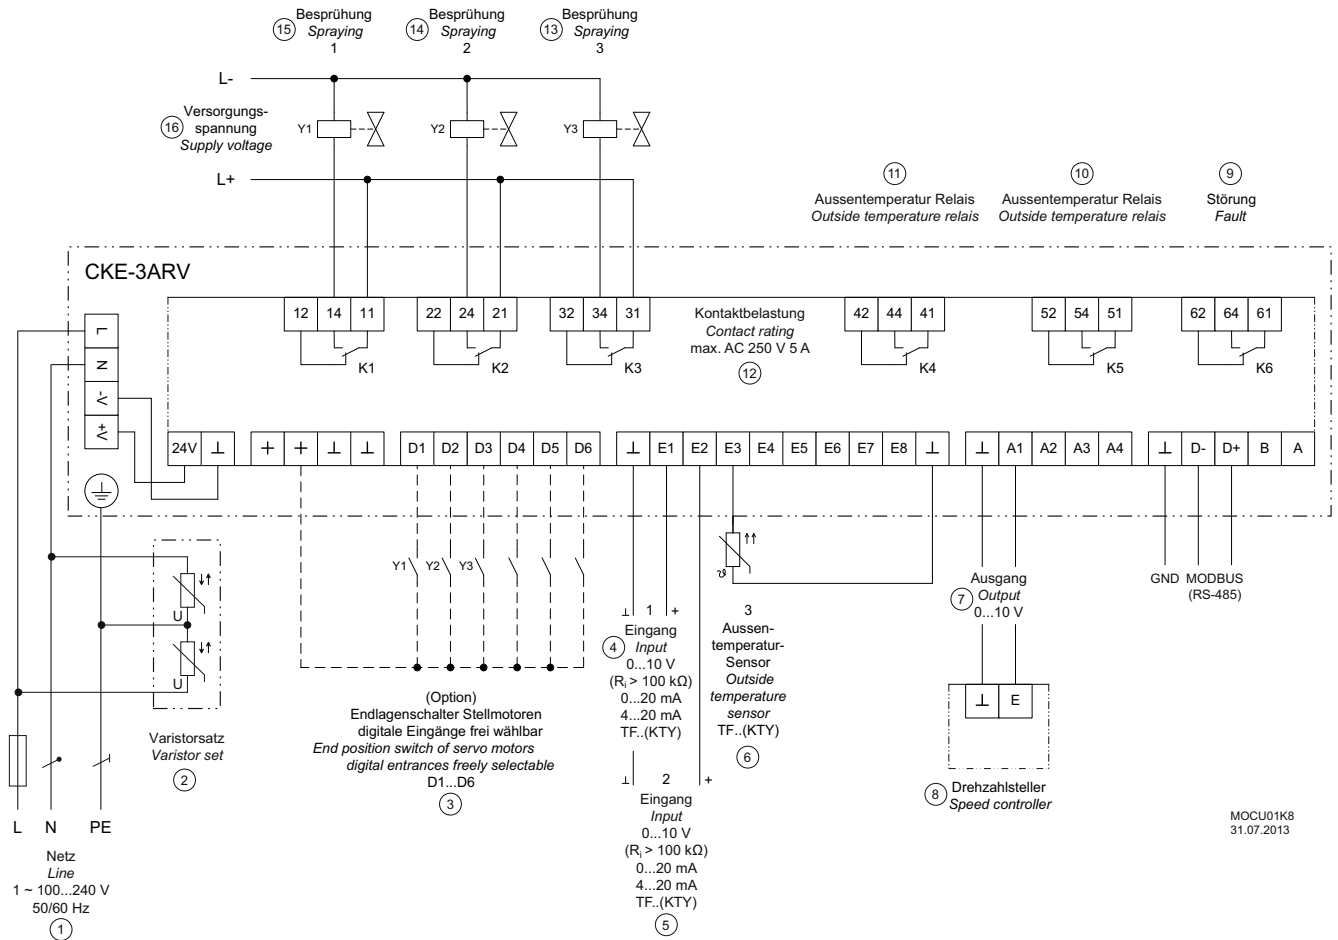 15
Besprühung
Spraying
1
14
Besprühung
Spraying
2
13
Besprühung
Spraying
3
L-
16
Versorgungs-
spannung
Supply voltage
Y1
Y2
Y3
L+
11
Aussentemperatur Relais
Outside temperature relais
10
Aussentemperatur Relais
Outside temperature relais
9
Störung
Fault
CKE-3ARV
L
N
-V
+V
12 14 11
K1
22 24 21
K2
32 34 31
K3
Kontaktbelastung
Contact rating
max. AC 250 V 5 A
12
42 44 41
K4
52 54 51
K5
62 64 61
K6
24V ⊥
+ + ⊥ ⊥
D1 D2 D3 D4 D5 D6
⊥ E1 E2 E3 E4 E5 E6 E7 E8 ⊥
⊥ A1 A2 A3 A4
⊥ D- D+ B A
U
U
Varistorsatz
Varistor set
2
Y1 Y2 Y3
(Option)
Endlagenschalter Stellmotoren
digitale Eingänge frei wählbar
End position switch of servo motors
digital entrances freely selectable
D1...D6
3
⊥ 1 +
4
Eingang
Input
0...10 V
(Ri > 100 kΩ)
0...20 mA
4...20 mA
TF..(KTY)
⊥ 2 +
Eingang
Input
0...10 V
(Ri > 100 kΩ)
0...20 mA
4...20 mA
TF..(KTY)
5
ϑ
3
Aussen-
temperatur-
Sensor
Outside
temperature
sensor
TF..(KTY)
6
7
Ausgang
Output
0...10 V
⊥ E
8
Drehzahlsteller
Speed controller
GND MODBUS
(RS-485)
L N PE
Netz
Line
1 ~ 100...240 V
50/60 Hz
1
MOCU01K8
31.07.2013